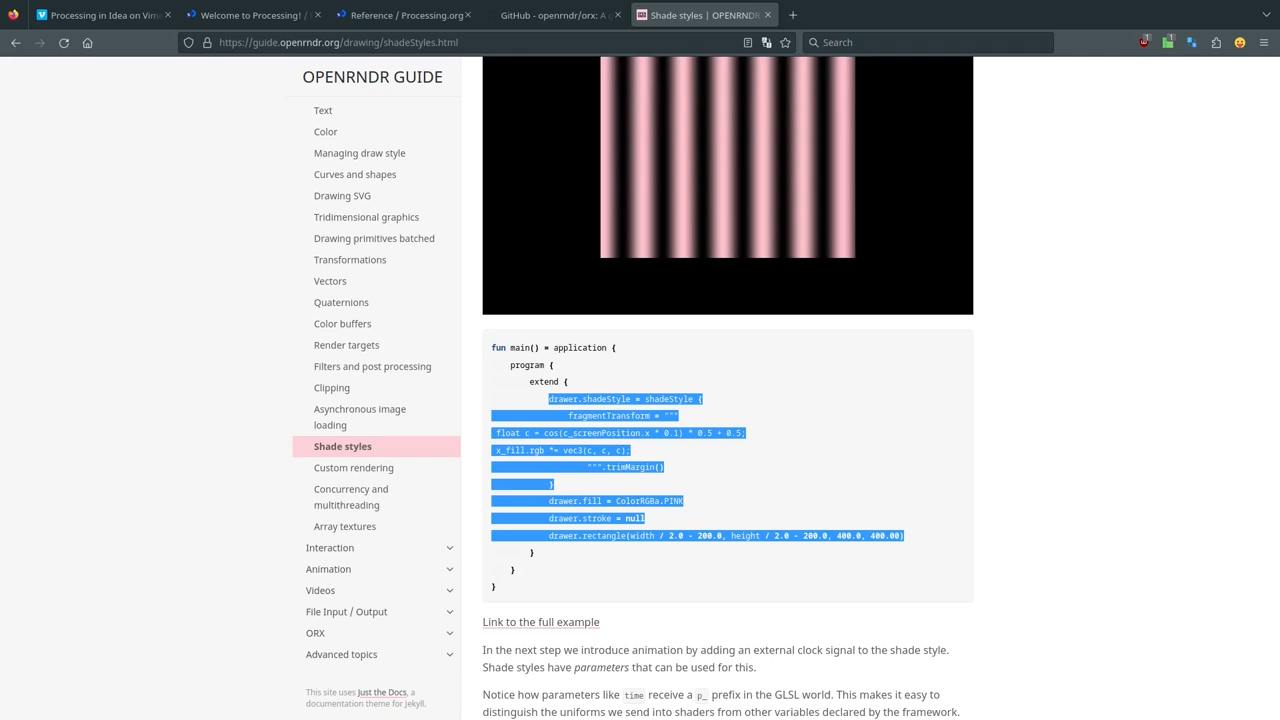 Processing in Idea on Vime
Welcome to Processing! /
Reference / Processing.org
GitHub - openrndr/orx: A g
Shade styles | OPENRNDR
https://guide.openrndr.org/drawing/shadeStyles.html
Search
1
1
OPENRNDR GUIDE
Text
Color
Managing draw style
Curves and shapes
Drawing SVG
Tridimensional graphics
Drawing primitives batched
Transformations
Vectors
Quaternions
Color buffers
Render targets
Filters and post processing
Clipping
Asynchronous image
loading
Shade styles
Custom rendering
Concurrency and
multithreading
Array textures
Interaction
Animation
Videos
File Input / Output
ORX
Advanced topics
This site uses Just the Docs, a
documentation theme for Jekyll.
fun main() = application {
program {
extend {
drawer.shadeStyle = shadeStyle {
fragmentTransform = """
float c = cos(c_screenPosition.x * 0.1) * 0.5 + 0.5;
x_fill.rgb *= vec3(c, c, c);
""".trimMargin()
}
drawer.fill = ColorRGBa.PINK
drawer.stroke = null
drawer.rectangle(width / 2.0 - 200.0, height / 2.0 - 200.0, 400.0, 400.00)
}
}
}
Link to the full example
In the next step we introduce animation by adding an external clock signal to the shade style.
Shade styles have parameters that can be used for this.
Notice how parameters like time receive a p_ prefix in the GLSL world. This makes it easy to
distinguish the uniforms we send into shaders from other variables declared by the framework.